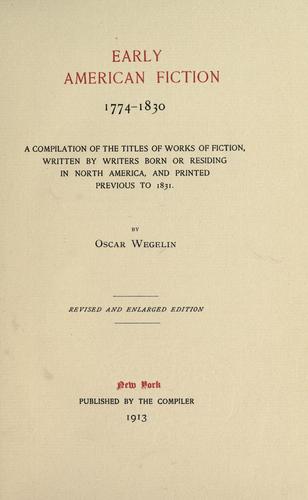 EARLY
AMERICAN FICTION
1774-1830
A COMPILATION OF THE TITLES OF WORKS OF FICTION,
WRITTEN BY WRITERS BORN OR RESIDING
IN NORTH AMERICA, AND PRINTED
PREVIOUS TO 1831.
BY
OSCAR WEGELIN
REVISED AND ENLARGED EDITION
New York
PUBLISHED BY THE COMPILER
1913